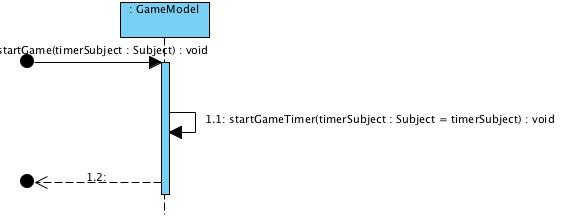 : GameModel
startGame(timerSubject : Subject) : void
1.1: startGameTimer(timerSubject : Subject = timerSubject) : void
1.2: